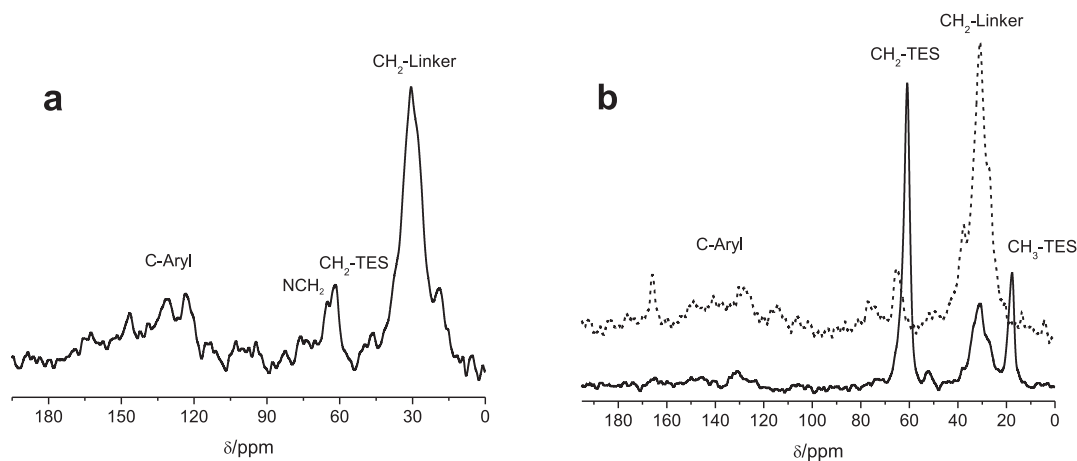 a
CH₂-Linker
C-Aryl
NCH₂
CH₂-TES
180 150 120 90 60 30 0
δ/ppm
b
CH₂-Linker
CH₂-TES
C-Aryl
CH₃-TES
180 160 140 120 100 80 60 40 20 0
δ/ppm